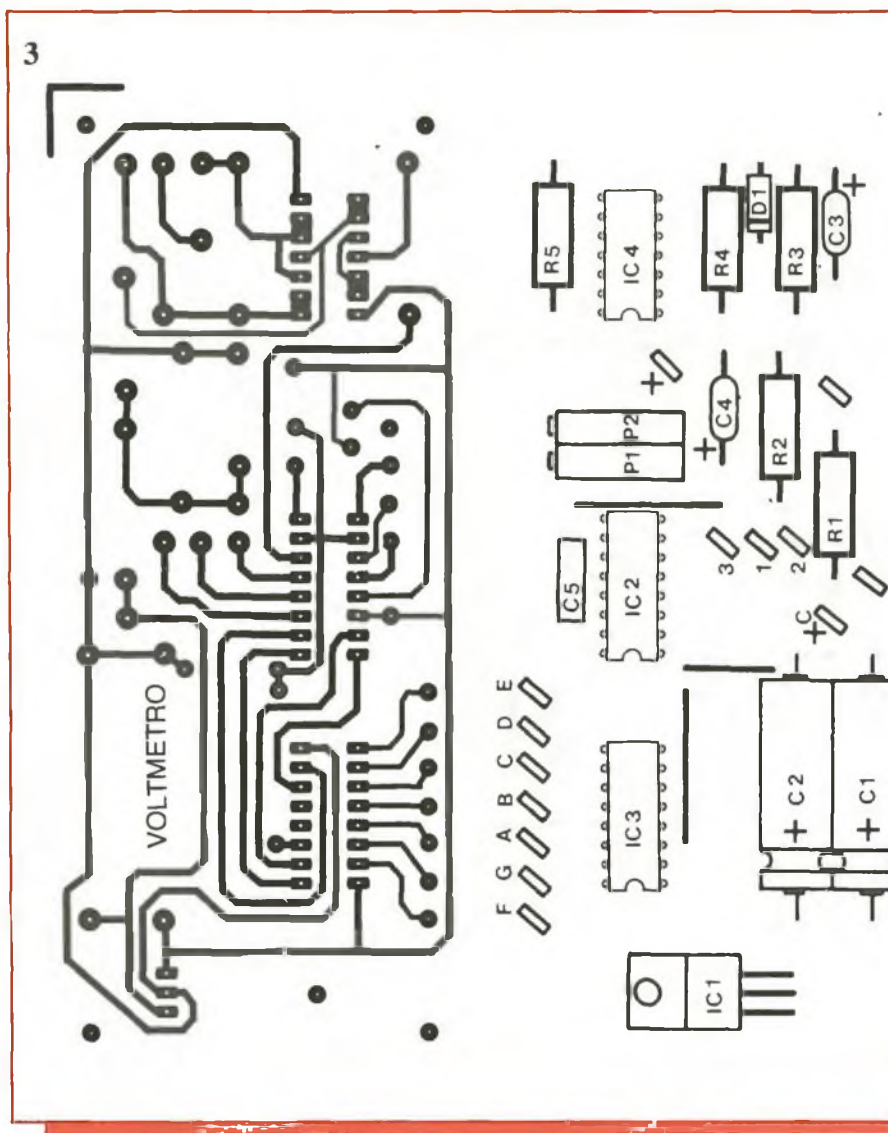 3
VOLTMETRO
R5
IC4
R4
D1
R3
+
C3
+
+
C4
P1
P2
R2
R1
C5
IC2
3
1
2
+
C
E
D
C
B
A
G
F
IC3
+ C2
+ C1
IC1